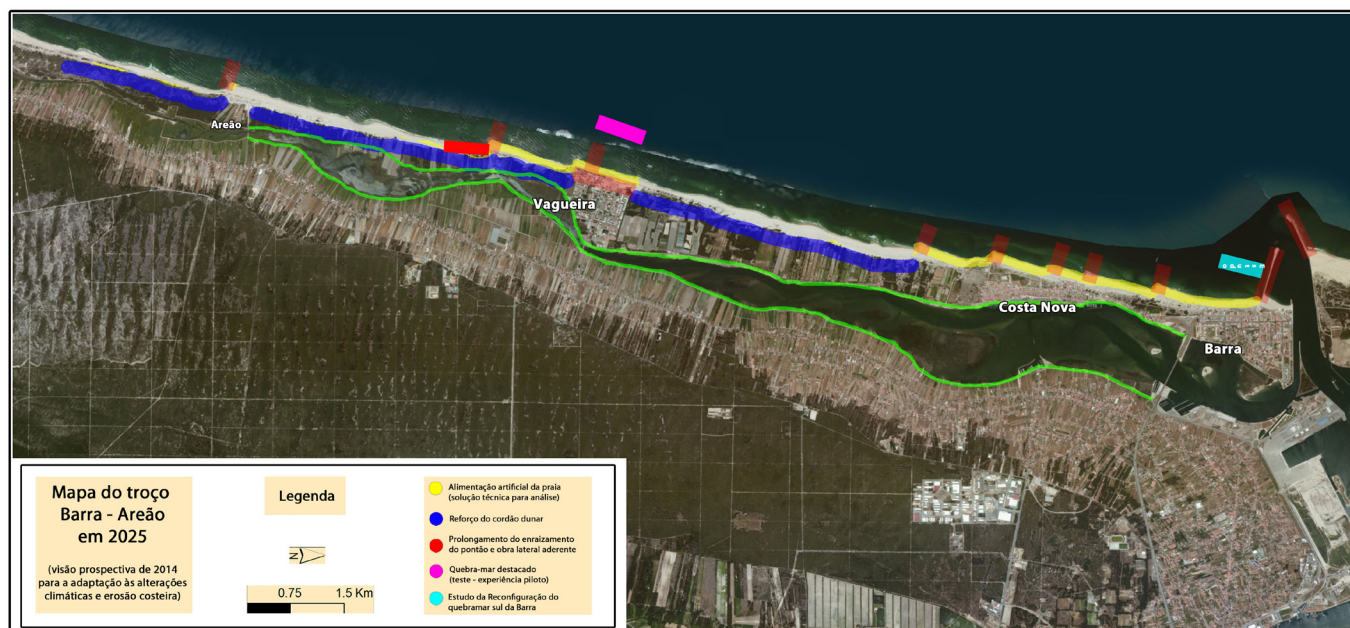 Areão
Vagueira
Costa Nova
Barra
Mapa do troço
Barra - Areão
em 2025
(visão prospectiva de 2014
para a adaptação às alterações
climáticas e erosão costeira)
Legenda
N
0.75 1.5 Km
Alimentação artificial da praia
(solução técnica para análise)
Reforço do cordão dunar
Prolongamento do enraizamento
do pontão e obra lateral aderente
Quebra-mar destacado
(teste - experiência piloto)
Estudo da Reconfiguração do
quebramar sul da Barra